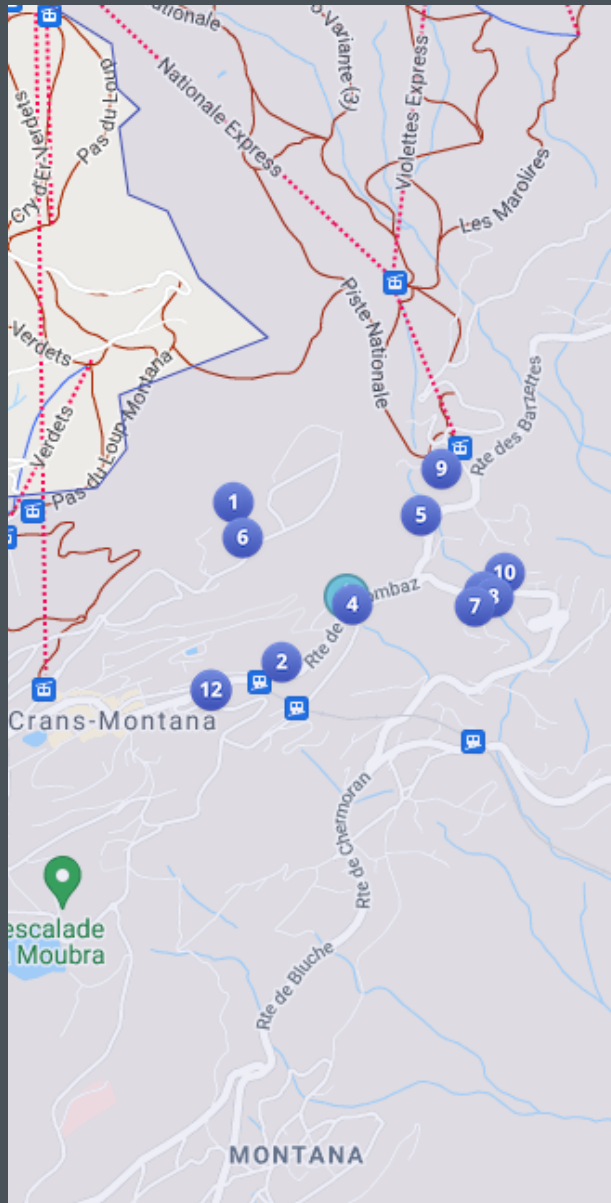 ationale
o-Variante (3)
Pas du Loup
Nationale Express
Violettes Express
Cry d'Er-Verdets
Les Marolires
-Verdets
Piste-Nationale
Verdets
Pas du Loup-Montana
Rte des Barzettes
9
1
5
6
10
8
7
4
Rte de
ombaz
2
12
Crans-Montana
Rte de Chermoran
escalade
Moubra
Rte de Bluche
MONTANA